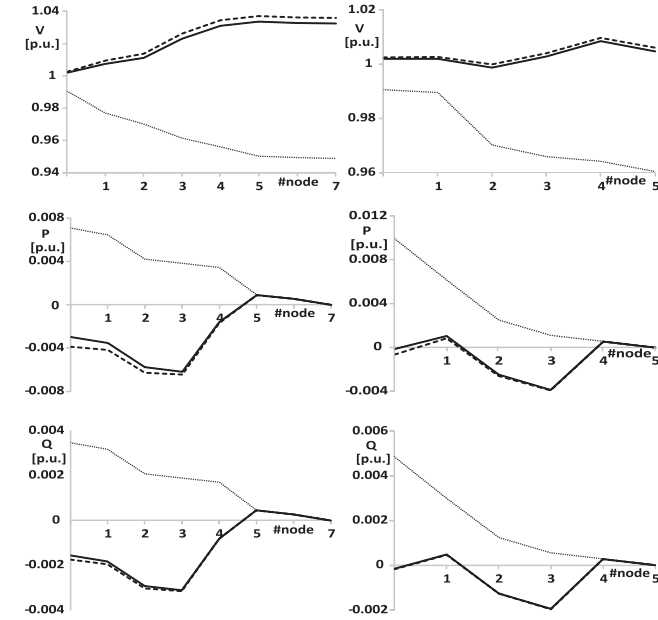 1.04
V
[p.u.]
1
0.98
0.96
0.94
1 2 3 4 5 #node 7
1.02
V
[p.u.]
1
0.98
0.96
1 2 3 4 #node 5
0.008
P
[p.u.]
0.004
0
-0.004
-0.008
1 2 3 4 5 #node 7
0.012
P
[p.u.]
0.008
0.004
0
-0.004
1 2 3 4 #node 5
0.004
Q
[p.u.]
0.002
0
-0.002
-0.004
1 2 3 4 5 #node 7
0.006
Q
[p.u.]
0.004
0.002
0
-0.002
1 2 3 4 #node 5